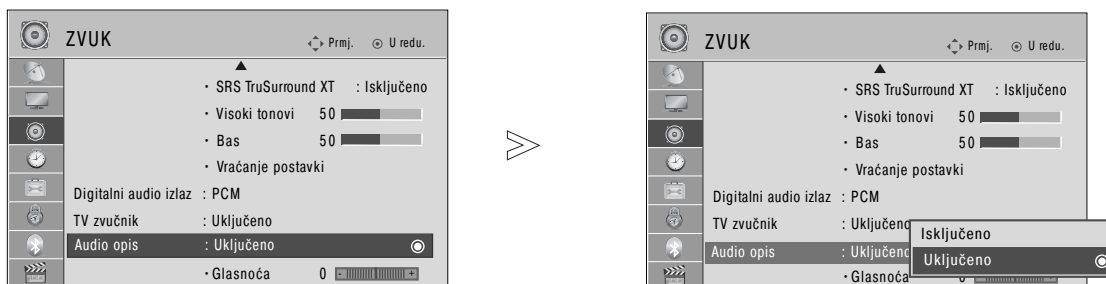 ZVUK
Prmj.
U redu.
· SRS TruSurround XT : Isključeno
· Visoki tonovi 50
· Bas 50
· Vraćanje postavki
Digitalni audio izlaz : PCM
TV zvučnik : Uključeno
Audio opis : Uključeno
· Glasnoća 0 - +
ZVUK
Prmj.
U redu.
· SRS TruSurround XT : Isključeno
· Visoki tonovi 50
· Bas 50
· Vraćanje postavki
Digitalni audio izlaz : PCM
TV zvučnik : Uključeno
Audio opis : Uključeno
Isključeno
Uključeno
· Glasnoća 0